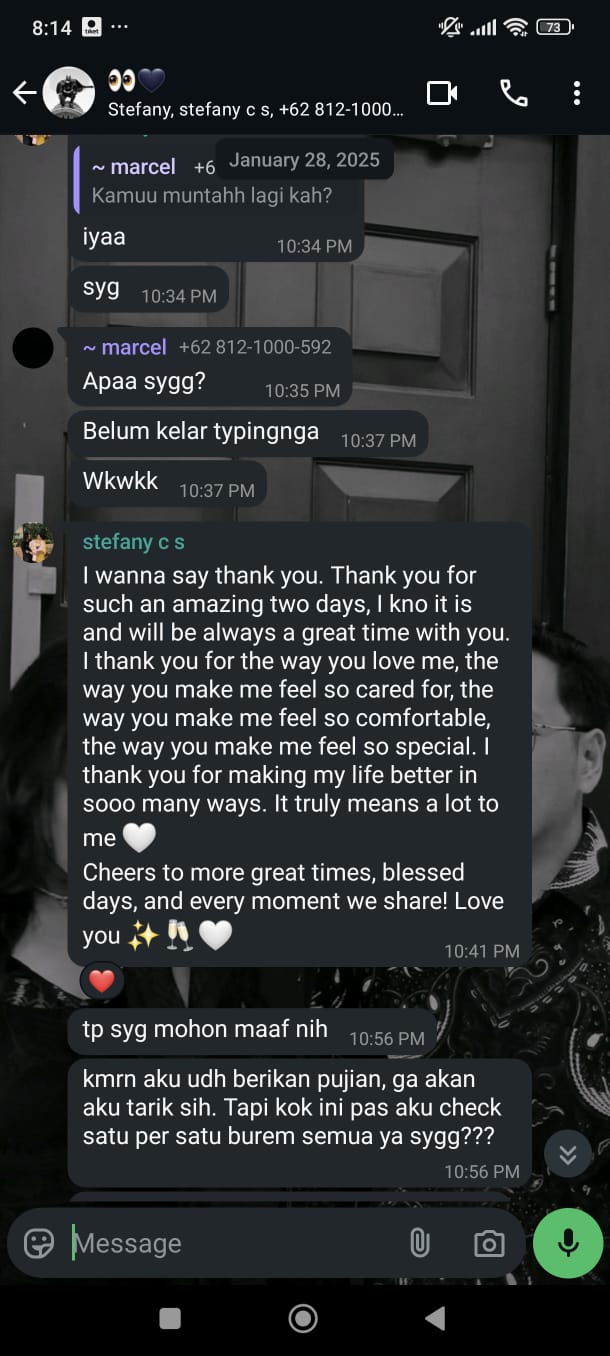 8:14
tiket
73
👀🖤
Stefany, stefany c s, +62 812-1000...
January 28, 2025
~ marcel +6
Kamuu muntahh lagi kah?
iyaa
10:34 PM
syg
10:34 PM
~ marcel +62 812-1000-592
Apaa sygg?
10:35 PM
Belum kelar typingnga
10:37 PM
Wkwkk
10:37 PM
stefany c s
I wanna say thank you. Thank you for
such an amazing two days, I kno it is
and will be always a great time with you.
I thank you for the way you love me, the
way you make me feel so cared for, the
way you make me feel so comfortable,
the way you make me feel so special. I
thank you for making my life better in
sooo many ways. It truly means a lot to
me 🤍
Cheers to more great times, blessed
days, and every moment we share! Love
you ✨🥂🤍
10:41 PM
❤️
tp syg mohon maaf nih
10:56 PM
kmrn aku udh berikan pujian, ga akan
aku tarik sih. Tapi kok ini pas aku check
satu per satu burem semua ya sygg???
10:56 PM
Message